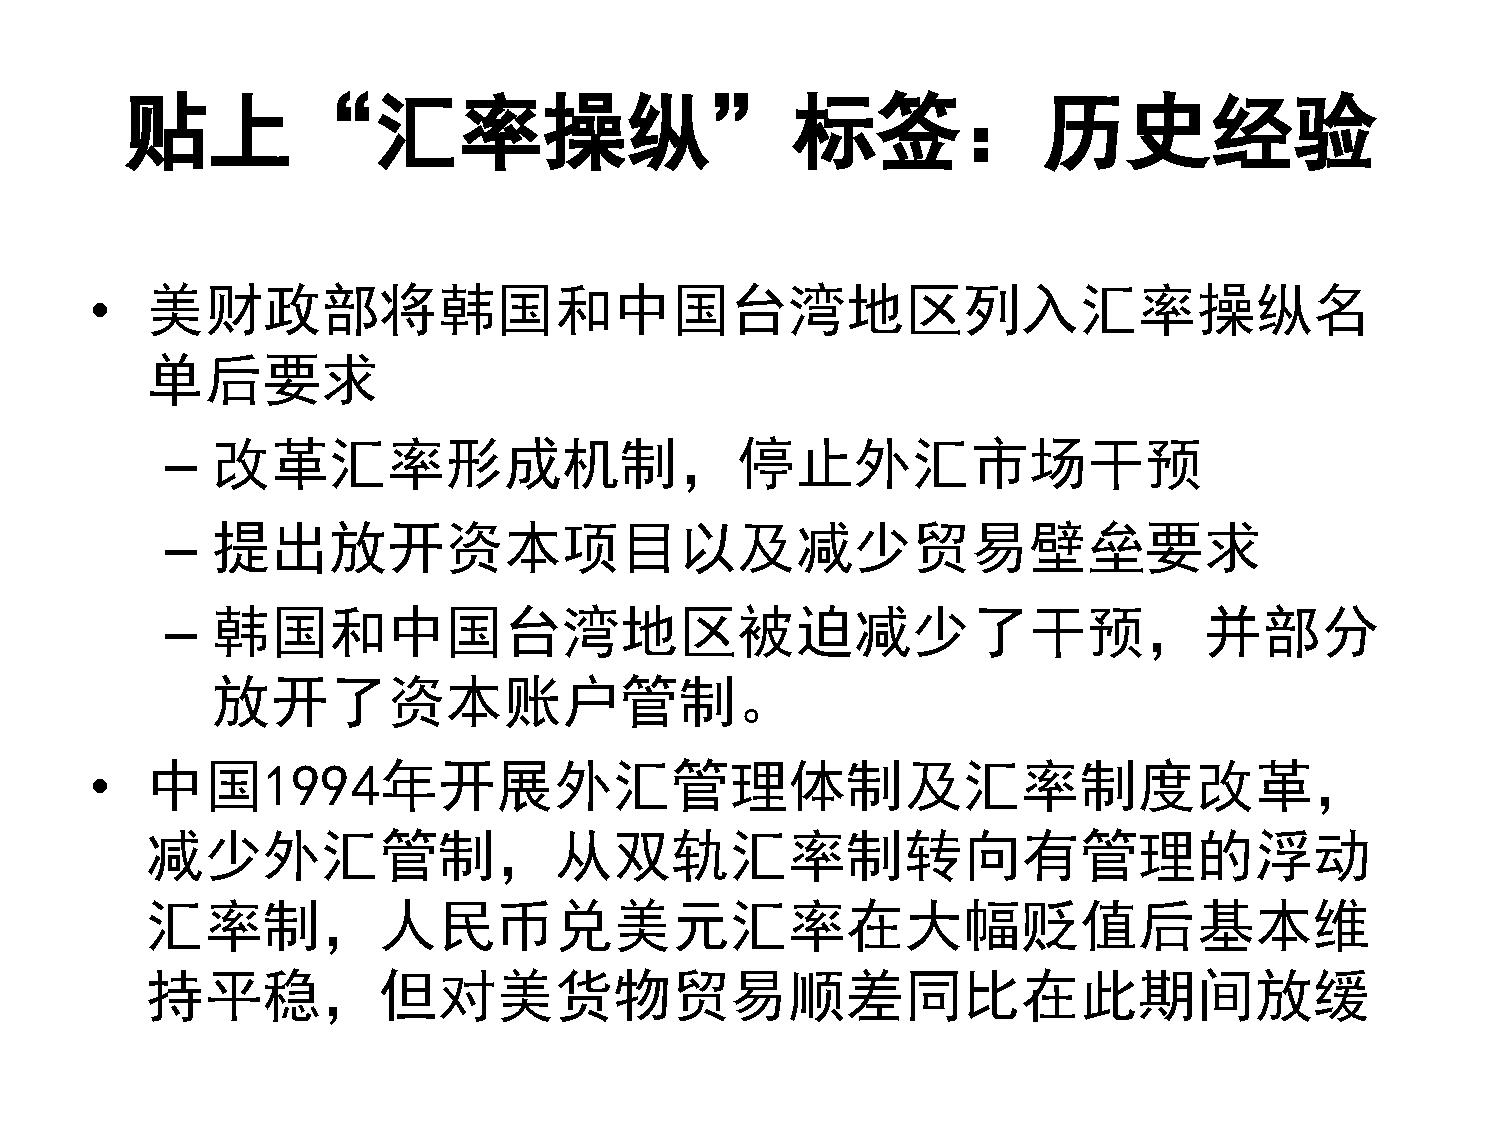 贴上“汇率操纵”标签：历史经验
• 美财政部将韩国和中国台湾地区列入汇率操纵名
单后要求
– 改革汇率形成机制，停止外汇市场干预
– 提出放开资本项目以及减少贸易壁垒要求
– 韩国和中国台湾地区被迫减少了干预，并部分
放开了资本账户管制。
• 中国1994年开展外汇管理体制及汇率制度改革，
减少外汇管制，从双轨汇率制转向有管理的浮动
汇率制，人民币兑美元汇率在大幅贬值后基本维
持平稳，但对美货物贸易顺差同比在此期间放缓